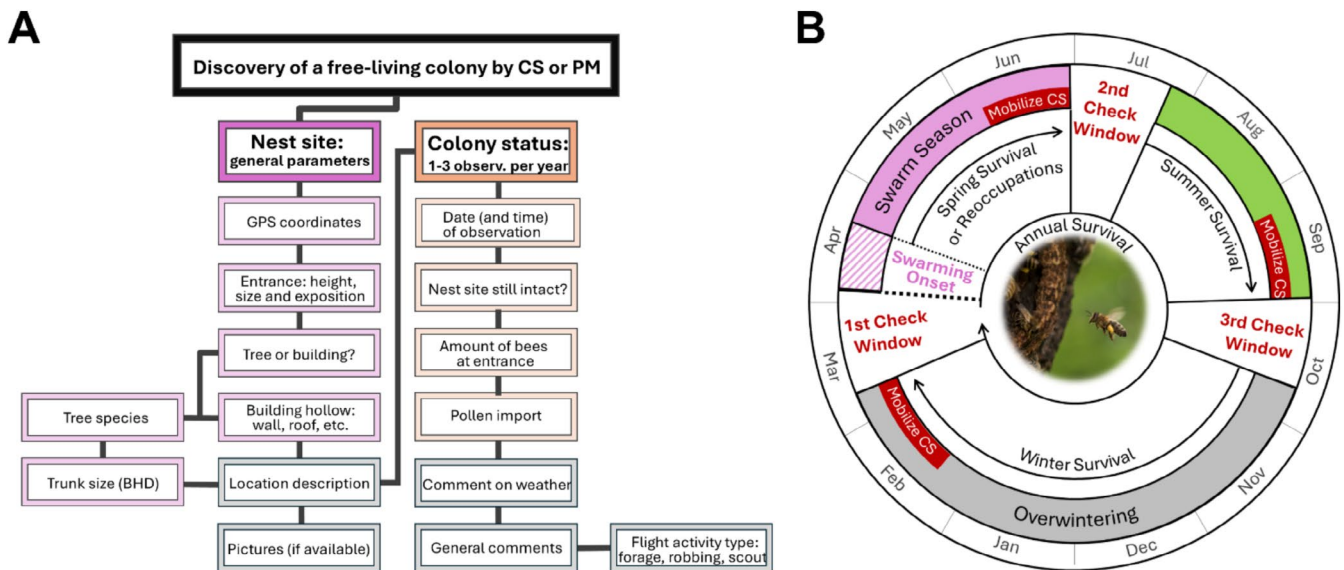 A
Discovery of a free-living colony by CS or PM
Nest site:
general parameters
GPS coordinates
Entrance: height,
size and exposition
Tree or building?
Building hollow:
wall, roof, etc.
Tree species
Trunk size (BHD)
Location description
Pictures (if available)
Colony status:
1-3 observ. per year
Date (and time)
of observation
Nest site still intact?
Amount of bees
at entrance
Pollen import
Comment on weather
General comments
Flight activity type:
forage, robbing, scout
B
Jul
Aug
Sep
Oct
Nov
Dec
Jan
Feb
Mar
Apr
May
Jun
Swarm Season
Mobilize CS
Spring Survival
or Reoccupations
Swarming
Onset
2nd
Check
Window
Summer Survival
Mobilize CS
Annual Survival
1st Check
Window
3rd Check
Window
Mobilize CS
Winter Survival
Overwintering